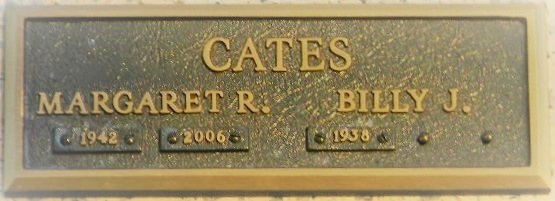 CATES
MARGARET R. BILLY J.
1942 2006 1938